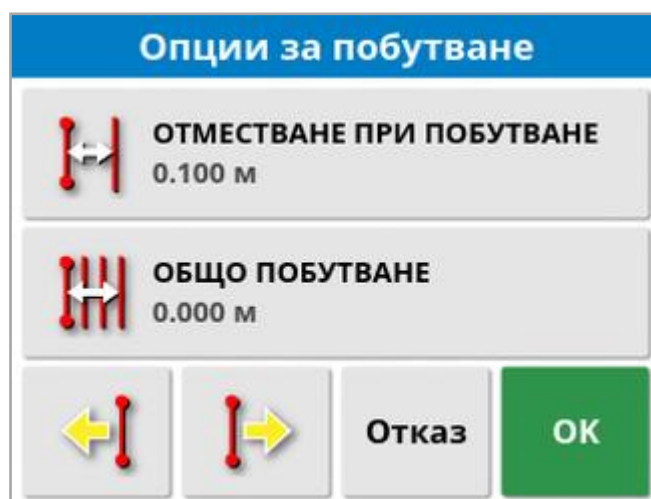 Опции за побутване
ОТМЕСТВАНЕ ПРИ ПОБУТВАНЕ
0.100 м
ОБЩО ПОБУТВАНЕ
0.000 м
Отказ
OK